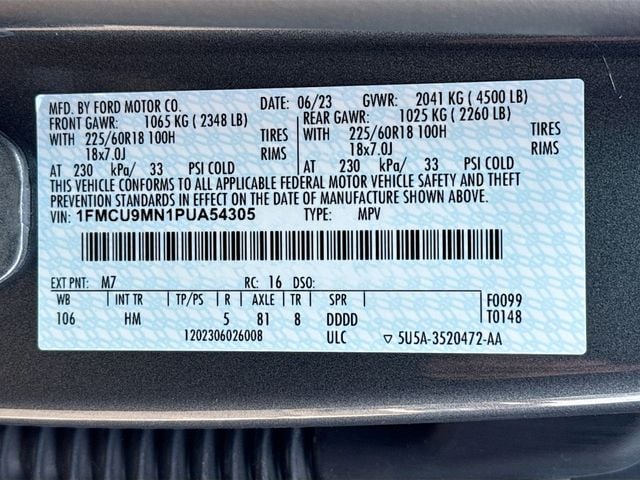 MFD. BY FORD MOTOR CO. DATE: 06/23 GVWR: 2041 KG ( 4500 LB)
FRONT GAWR: 1065 KG ( 2348 LB) REAR GAWR: 1025 KG ( 2260 LB)
WITH 225/60R18 100H TIRES WITH 225/60R18 100H TIRES
18x7.0J RIMS 18x7.0J RIMS
AT 230 kPa/ 33 PSI COLD AT 230 kPa/ 33 PSI COLD
THIS VEHICLE CONFORMS TO ALL APPLICABLE FEDERAL MOTOR VEHICLE SAFETY AND THEFT
PREVENTION STANDARDS IN EFFECT ON THE DATE OF MANUFACTURE SHOWN ABOVE.
VIN: 1FMCU9MN1PUA54305 TYPE: MPV
EXT PNT: M7 RC: 16 DSO:
WB INT TR TP/PS R AXLE TR SPR F0099
106 HM 5 81 8 DDDD T0148
1202306026008 ULC ▽ 5U5A-3520472-AA